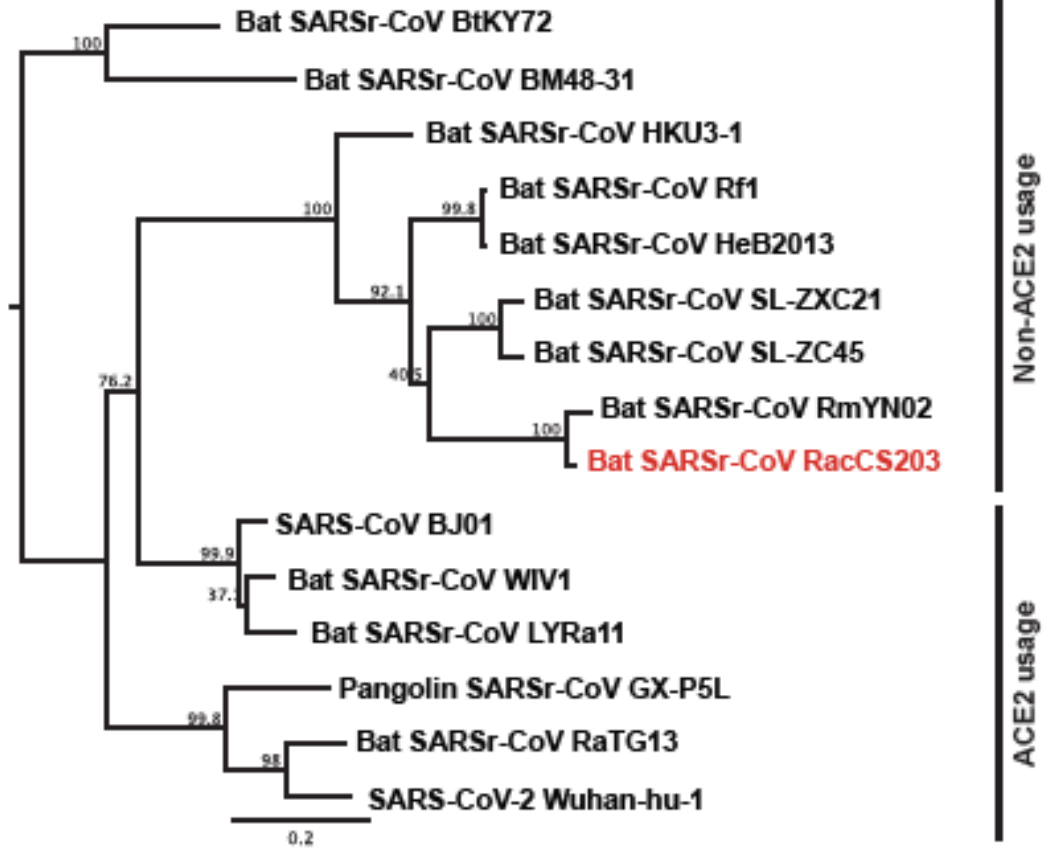 Bat SARSr-CoV BtKY72
100
Bat SARSr-CoV BM48-31
Bat SARSr-CoV HKU3-1
Bat SARSr-CoV Rf1
100
99.8
Bat SARSr-CoV HeB2013
92.1
Bat SARSr-CoV SL-ZXC21
100
Bat SARSr-CoV SL-ZC45
76.2
Bat SARSr-CoV RmYN02
100
Bat SARSr-CoV RacCS203
SARS-CoV BJ01
99.9
Bat SARSr-CoV WIV1
Bat SARSr-CoV LYRa11
Pangolin SARSr-CoV GX-P5L
99.8
Bat SARSr-CoV RaTG13
98
SARS-CoV-2 Wuhan-hu-1
0.2
Non-ACE2 usage
ACE2 usage